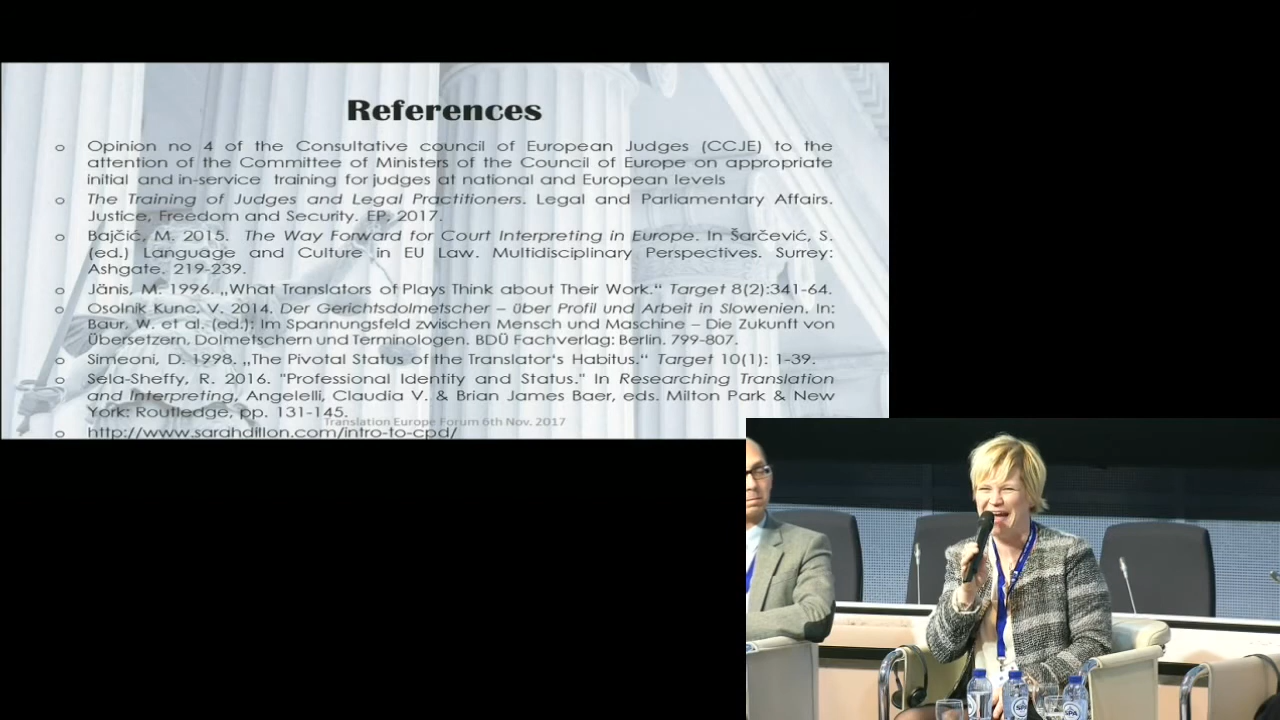 References
Opinion no 4 of the Consultative council of European Judges (CCJE) to the
attention of the Committee of Ministers of the Council of Europe on appropriate
initial and in-service training for judges at national and European levels
The Training of Judges and Legal Practitioners. Legal and Parliamentary Affairs.
Justice, Freedom and Security. EP. 2017.
Bajčić, M. 2015. The Way Forward for Court Interpreting in Europe. In Šarčević, S.
(ed.) Language and Culture in EU Law. Multidisciplinary Perspectives. Surrey:
Ashgate. 219-239.
Jänis, M. 1996. „What Translators of Plays Think about Their Work.“ Target 8(2):341-64.
Osolnik Kunc, V. 2014. Der Gerichtsdolmetscher – über Profil und Arbeit in Slowenien. In:
Baur, W. et al. (ed.): Im Spannungsfeld zwischen Mensch und Maschine – Die Zukunft von
Übersetzern, Dolmetschern und Terminologen. BDÜ Fachverlag: Berlin. 799-807.
Simeoni, D. 1998. „The Pivotal Status of the Translator‘s Habitus.“ Target 10(1): 1-39.
Sela-Sheffy, R. 2016. "Professional Identity and Status." In Researching Translation
and Interpreting, Angelelli, Claudia V. & Brian James Baer, eds. Milton Park & New
York: Routledge, pp. 131-145.
Translation Europe Forum 6th Nov. 2017
http://www.sarahdillon.com/intro-to-cpd/
SPA
SPA